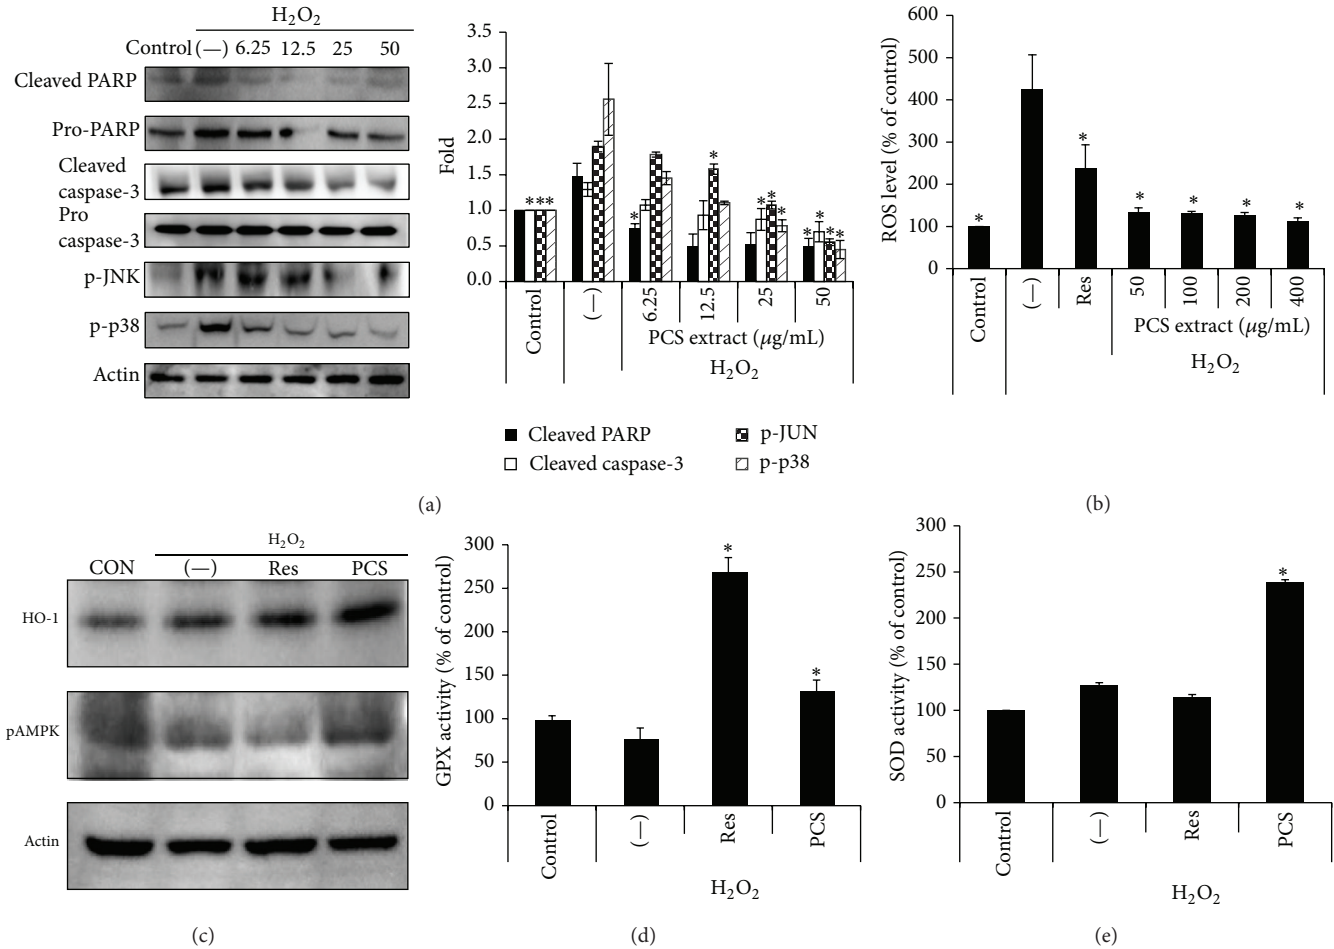 H2O2
Control (—) 6.25 12.5 25 50
Cleaved PARP
Pro-PARP
Cleaved
caspase-3
Pro
caspase-3
p-JNK
p-p38
Actin
Fold
3.5
3.0
2.5
2.0
1.5
1.0
0.5
0.0
* * * *
*
*
* * *
* * * *
Control
(—)
6.25
12.5
25
50
PCS extract (µg/mL)
H2O2
Cleaved PARP
Cleaved caspase-3
p-JUN
p-p38
(a)
ROS level (% of control)
600
500
400
300
200
100
0
* * * * * *
Control
(—)
Res
50
100
200
400
PCS extract (µg/mL)
H2O2
(b)
H2O2
CON (—) Res PCS
HO-1
pAMPK
Actin
(c)
GPX activity (% of control)
300
250
200
150
100
50
0
* *
Control
(—)
Res
PCS
H2O2
(d)
SOD activity (% of control)
300
250
200
150
100
50
0
*
Control
(—)
Res
PCS
H2O2
(e)